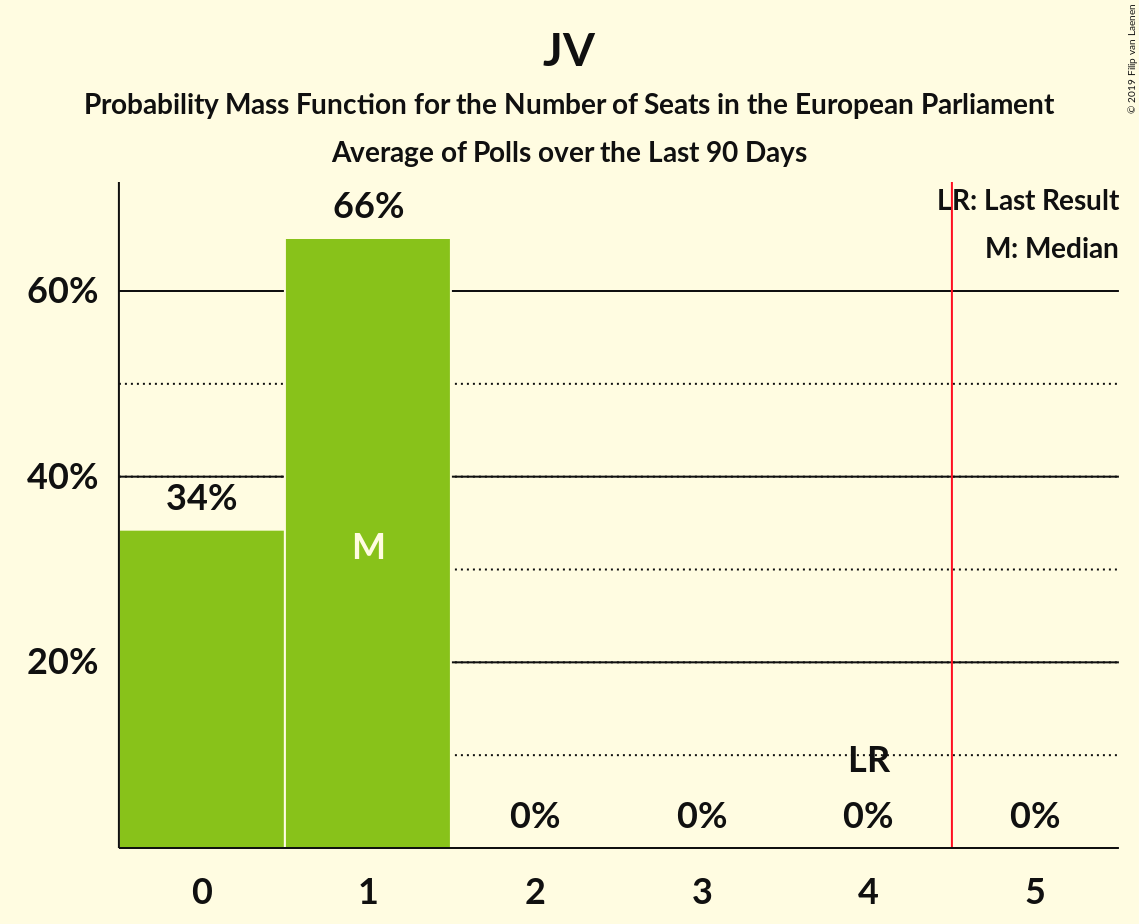 JV
Probability Mass Function for the Number of Seats in the European Parliament
Average of Polls over the Last 90 Days
© 2019 Filip van Laenen
LR: Last Result
M: Median
66%
60%
40%
34%
M
20%
LR
0%
0%
0%
0%
0
1
2
3
4
5